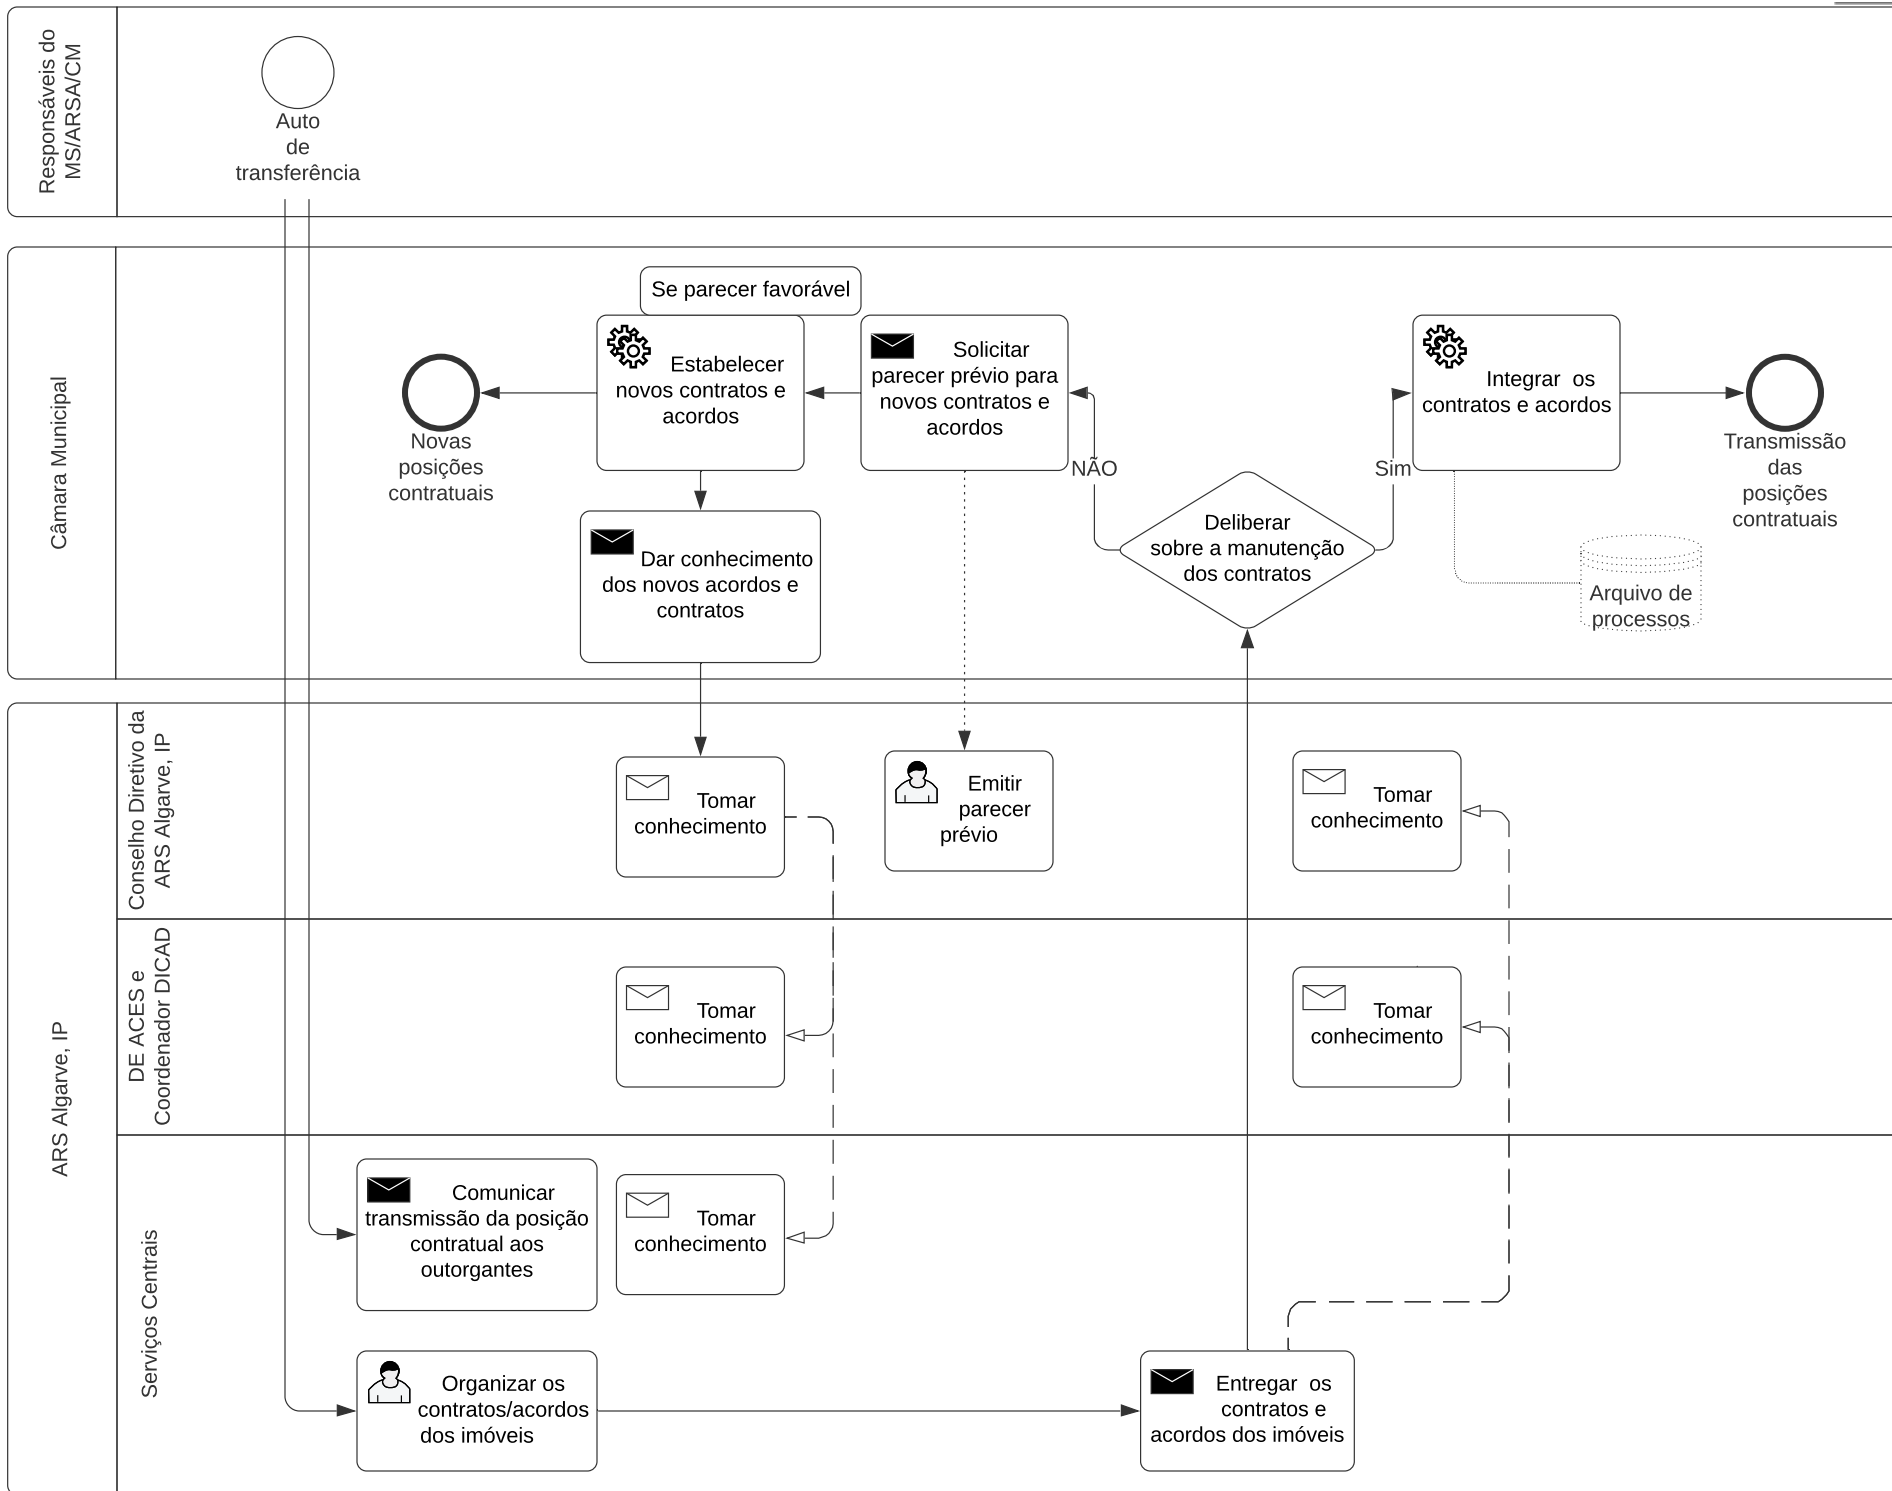 Responsáveis do
MS/ARSA/CM
Auto
de
transferência
Câmara Municipal
Se parecer favorável
Novas
posições
contratuais
Estabelecer
novos contratos e
acordos
Solicitar
parecer prévio para
novos contratos e
acordos
NÃO
Deliberar
sobre a manutenção
dos contratos
Sim
Integrar os
contratos e acordos
Transmissão
das
posições
contratuais
Dar conhecimento
dos novos acordos e
contratos
Arquivo de
processos
ARS Algarve, IP
Conselho Diretivo da
ARS Algarve, IP
Tomar
conhecimento
Emitir
parecer
prévio
Tomar
conhecimento
DE ACES e
Coordenador DICAD
Tomar
conhecimento
Tomar
conhecimento
Serviços Centrais
Comunicar
transmissão da posição
contratual aos
outorgantes
Tomar
conhecimento
Organizar os
contratos/acordos
dos imóveis
Entregar os
contratos e
acordos dos imóveis